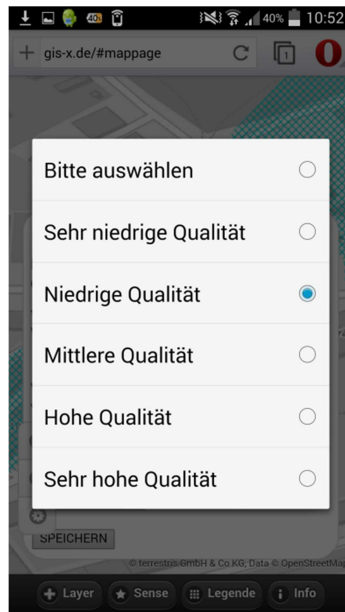 40% 10:52
gis-x.de/#mappage
1
Bitte auswählen
Sehr niedrige Qualität
Niedrige Qualität
Mittlere Qualität
Hohe Qualität
Sehr hohe Qualität
SPEICHERN
© terrestris GmbH & Co.KG, Data © OpenStreetMap
Layer Sense Legende Info